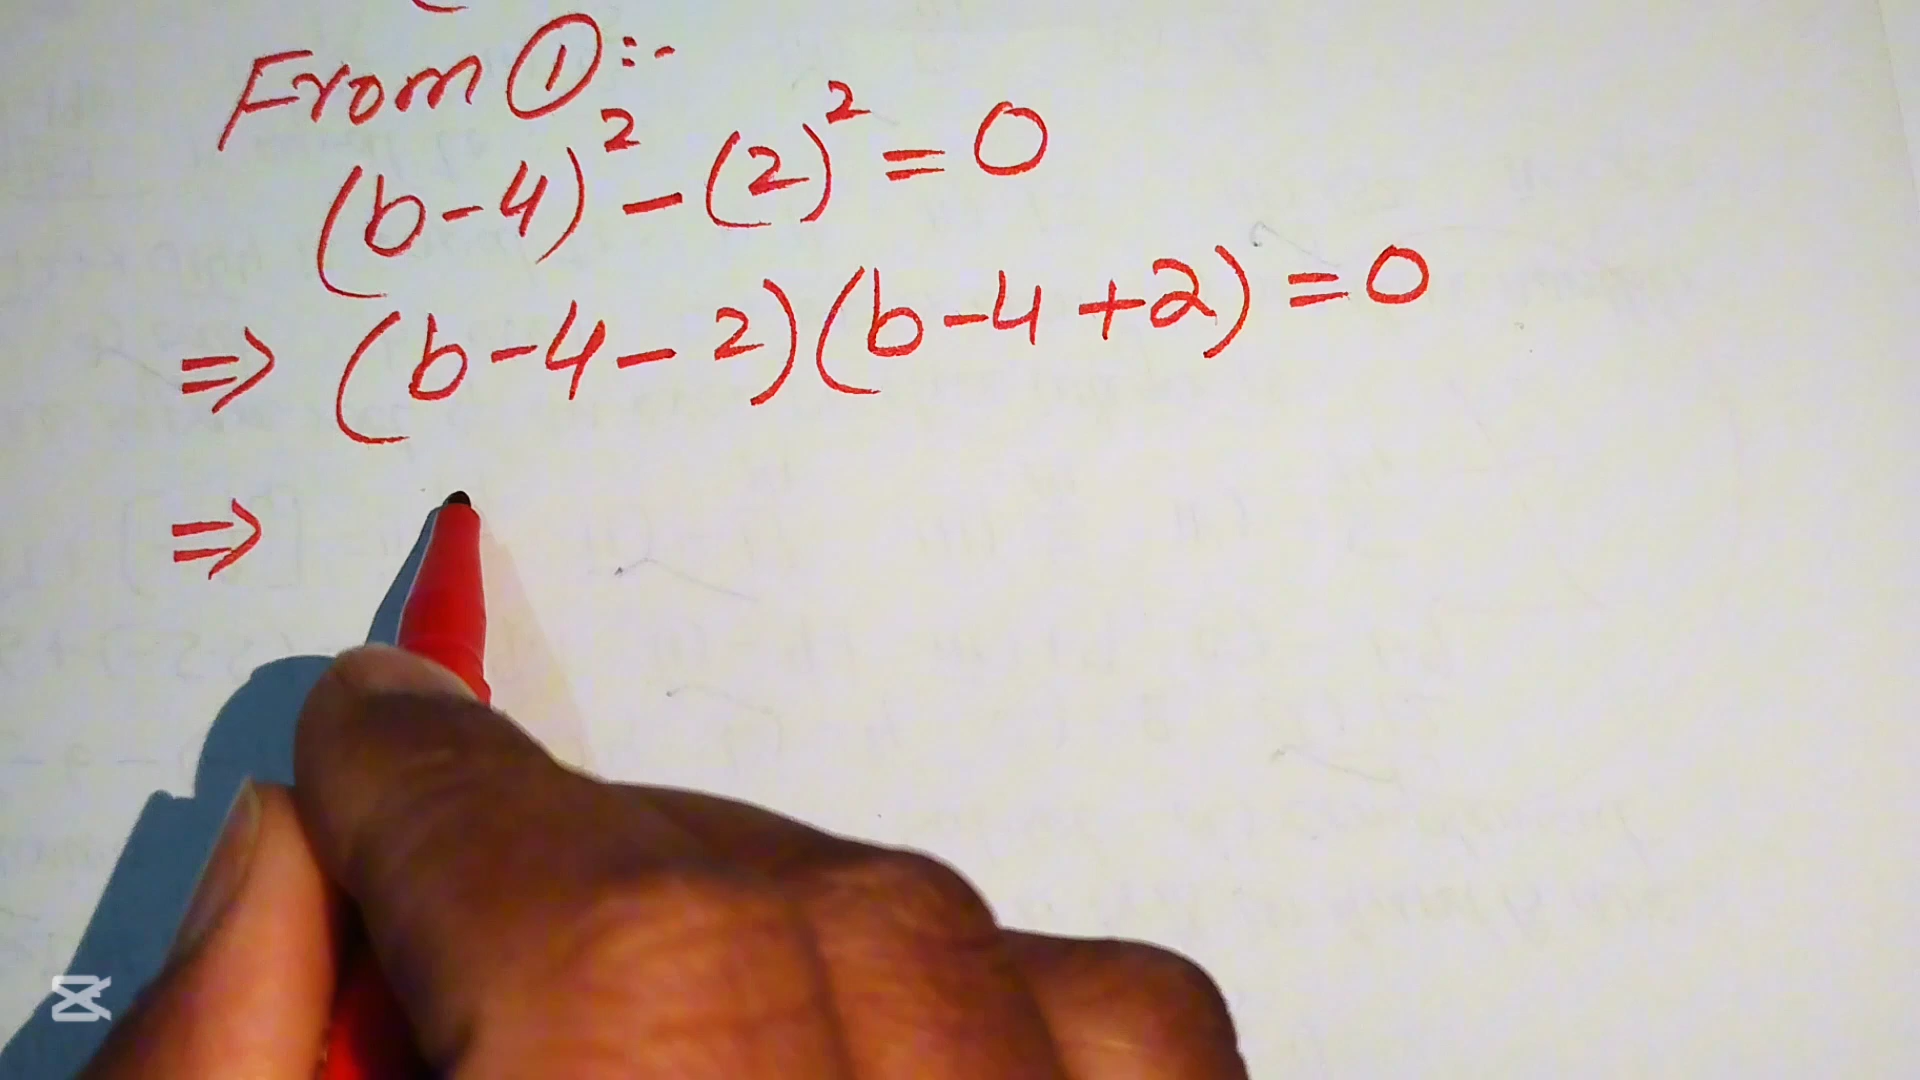 From ①:-
(b-4)² - (2)² = 0
⇒ (b-4-2)(b-4+2) = 0
⇒